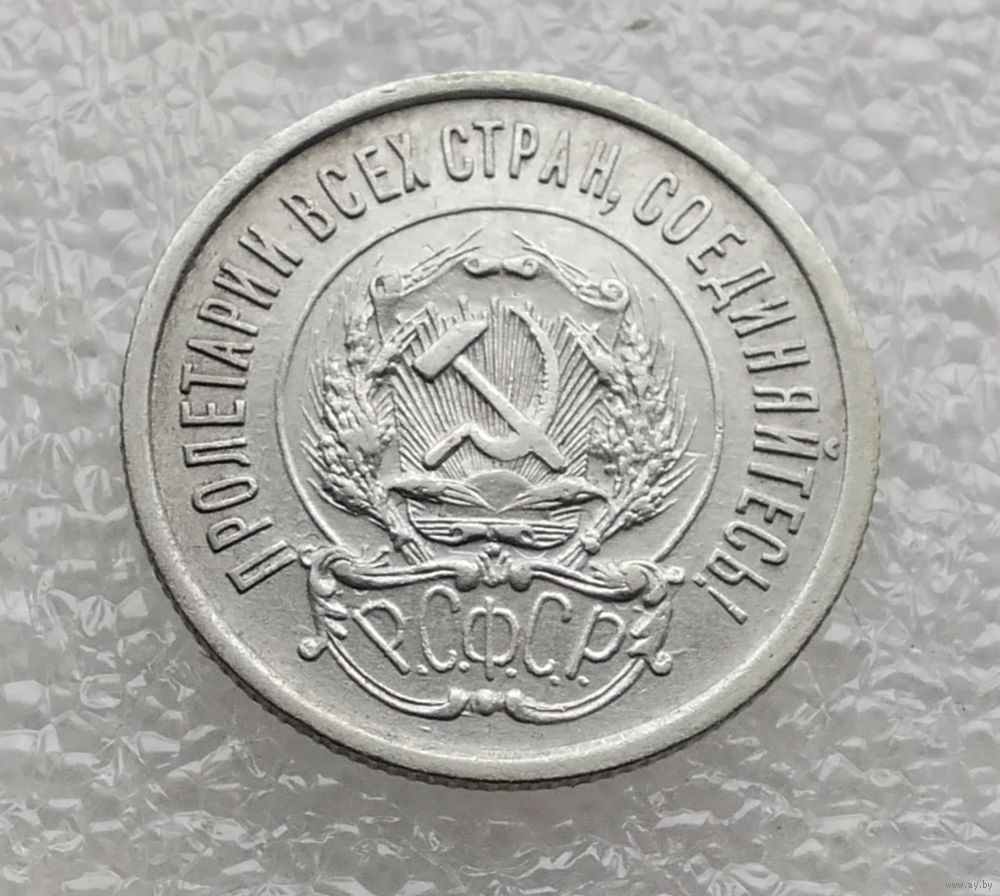 ПРОЛЕТАРИИ ВСЕХ СТРАН, СОЕДИНЯЙТЕСЬ!
Р.С.Ф.С.Р.
www.ay.by